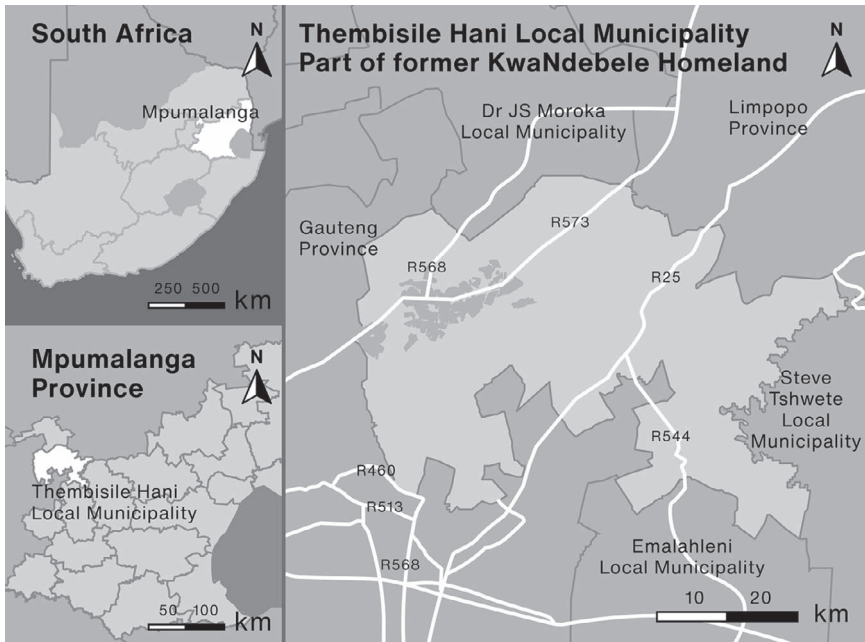 South Africa
N
Mpumalanga
250 500
km
Mpumalanga
Province
N
Thembisile Hani
Local Municipality
50 100
km
Thembisile Hani Local Municipality
Part of former KwaNdebele Homeland
N
Dr JS Moroka
Local Municipality
Limpopo
Province
Gauteng
Province
R573
R568
R25
Steve
Tshwete
Local
Municipality
R544
R460
R513
R568
Emalahleni
Local Municipality
10 20
km